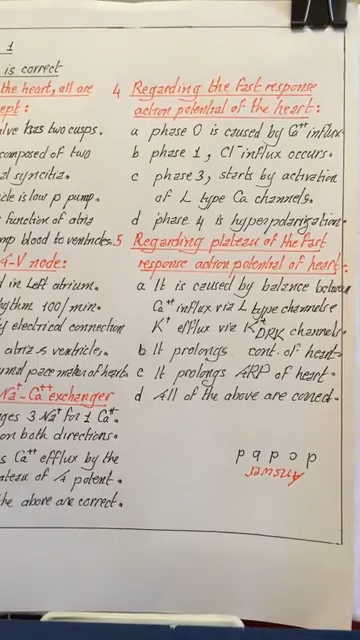 1
is correct
the heart, all are
ept:
lve has two cusps.
composed of two
al syncitia.
cle is low p pump.
function of atria
mp blood to ventricles.
A-V node:
d in left atrium.
hythm 100/min.
y electrical connection
atria & ventricles.
rmal pace maker of heart
Na⁺-Ca⁺⁺ exchanger
ges 3 Na⁺ for 1 Ca⁺⁺.
on both directions.
s Ca⁺⁺ efflux by the
ateau of A potent.
the above are correct.
4 Regarding the fast response
action potential of the heart:
a phase 0 is caused by Ca⁺⁺ influx
b phase 1, Cl⁻ influx occurs.
c phase 3, starts by activation
of L type Ca channels.
d phase 4 is hyperpolarization.
5 Regarding plateau of the fast
response action potential of heart:
a It is caused by balance between
Ca⁺⁺ influx via L type channels &
K⁺ efflux via K⁺DRK channels.
b It prolongs cont. of heart
c It prolongs ARP of heart.
d All of the above are correct.
Answer
d c d b d